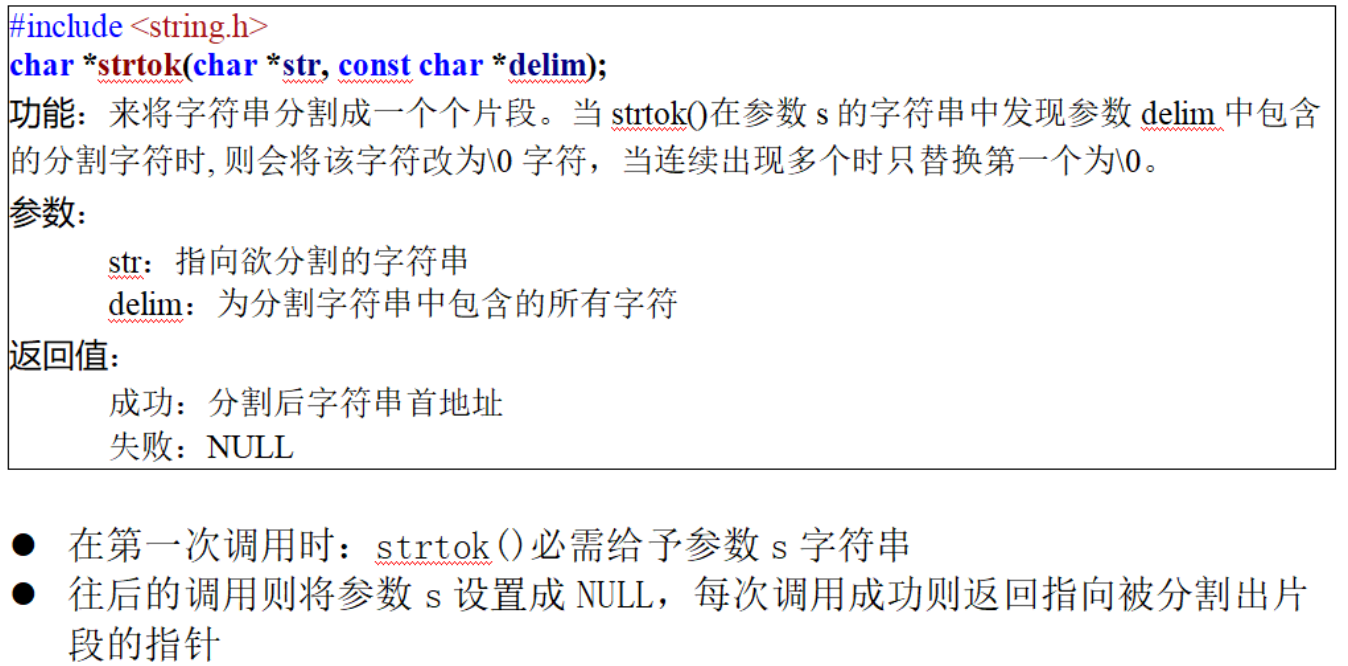 #include <string.h>
char *strtok(char *str, const char *delim);
功能：来将字符串分割成一个个片段。当 strtok()在参数 s 的字符串中发现参数 delim 中包含
的分割字符时, 则会将该字符改为\0 字符，当连续出现多个时只替换第一个为\0。
参数：
str：指向欲分割的字符串
delim：为分割字符串中包含的所有字符
返回值：
成功：分割后字符串首地址
失败：NULL
● 在第一次调用时：strtok()必需给予参数 s 字符串
● 往后的调用则将参数 s 设置成 NULL，每次调用成功则返回指向被分割出片
段的指针